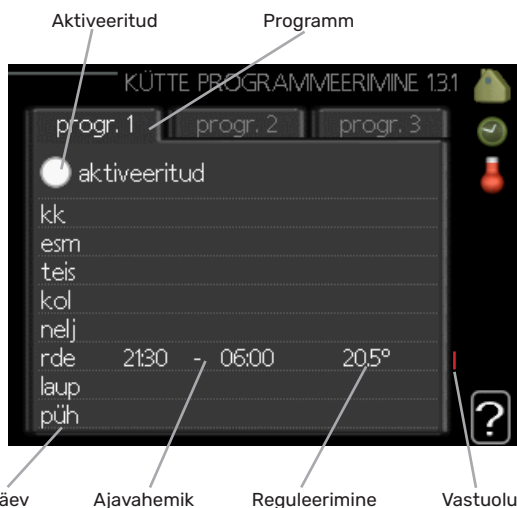 Aktiveeritud Programm
KÜTTE PROGRAMMEERIMINE 1.3.1
progr. 1 progr. 2 progr. 3
aktiveeritud
kk
esm
teis
kol
nelj
rde 21:30 - 06:00 20.5°
laup
püh
?
äev Ajavahemik Reguleerimine Vastuolu